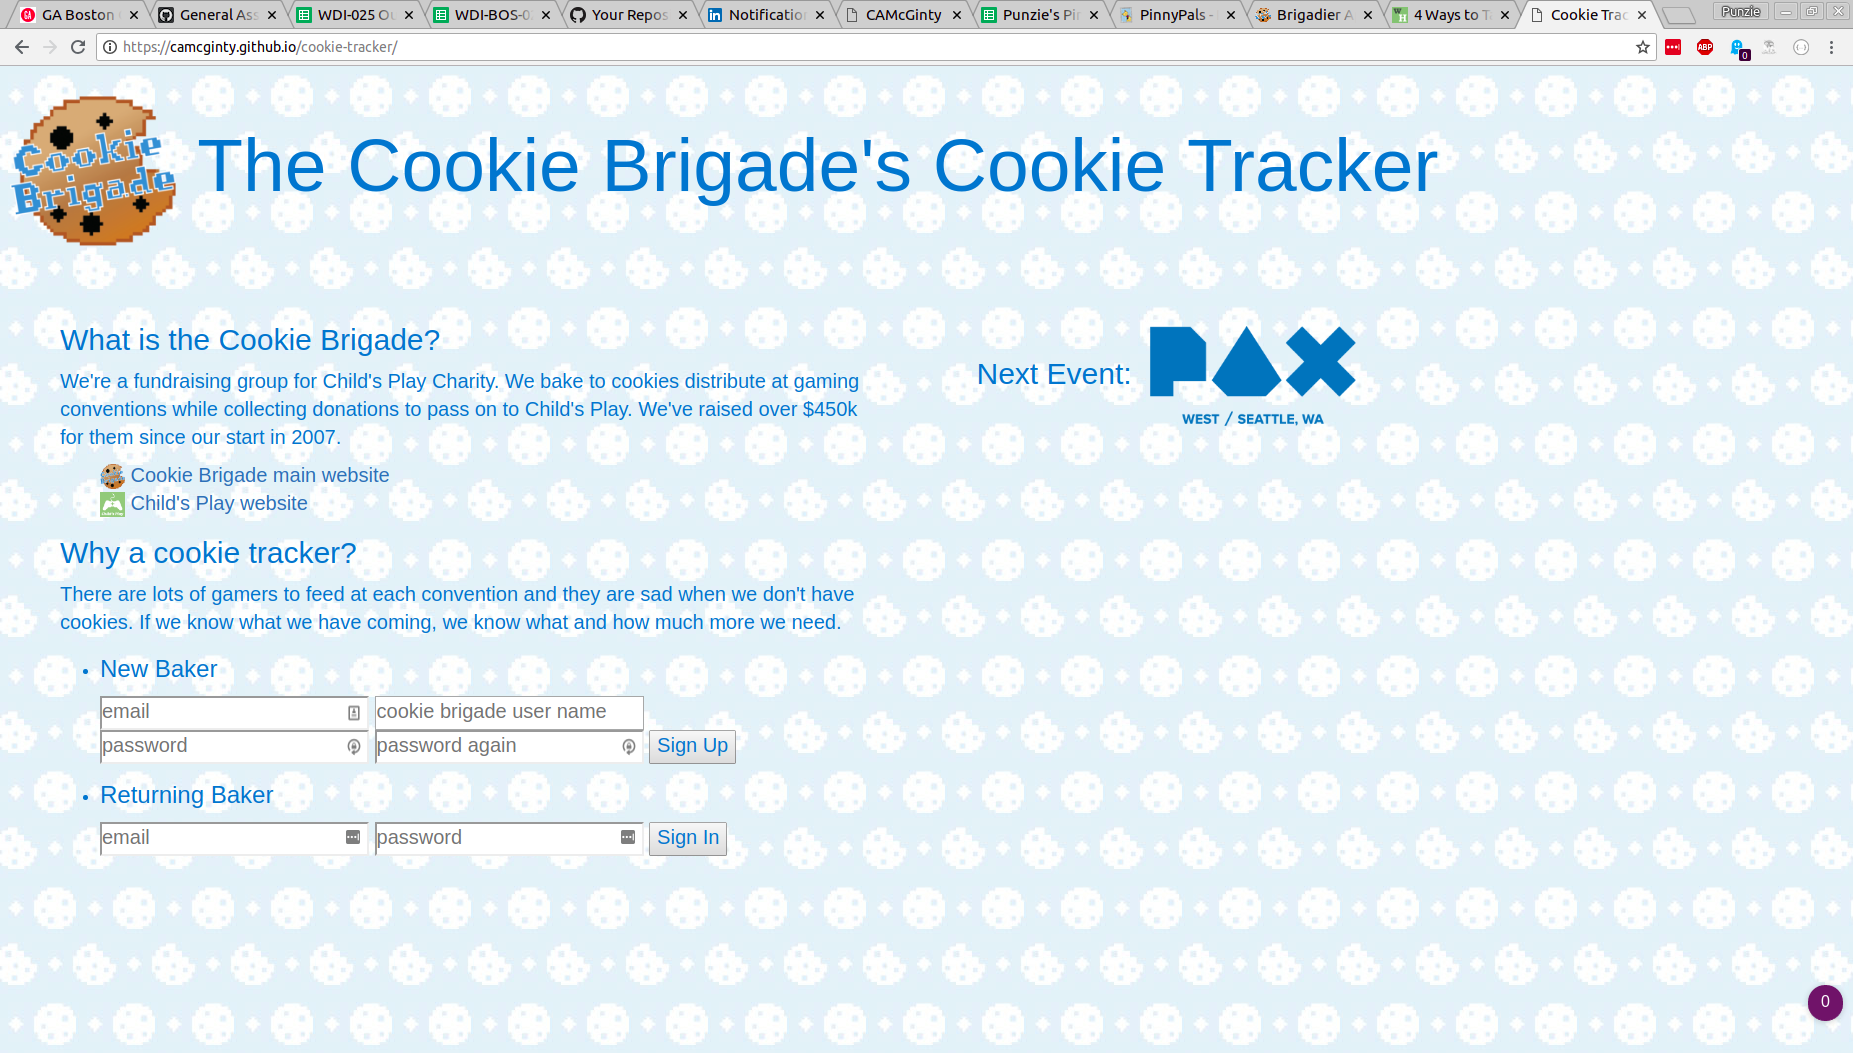 GA Boston
General Ass
WDI-025 Ou
WDI-BOS-0
Your Repos
Notification
CAMcGinty
Punzie's Pi
PinnyPals -
Brigadier A
4 Ways to T
Cookie Trac
Punzie
https://camcginty.github.io/cookie-tracker/
ABP
0
Cookie
Brigade
The Cookie Brigade's Cookie Tracker
What is the Cookie Brigade?
We're a fundraising group for Child's Play Charity. We bake to cookies distribute at gaming
conventions while collecting donations to pass on to Child's Play. We've raised over $450k
for them since our start in 2007.
Cookie Brigade main website
Child's Play website
Next Event:
PAX
WEST / SEATTLE, WA
Why a cookie tracker?
There are lots of gamers to feed at each convention and they are sad when we don't have
cookies. If we know what we have coming, we know what and how much more we need.
New Baker
email
cookie brigade user name
password
password again
Sign Up
Returning Baker
email
password
Sign In
0